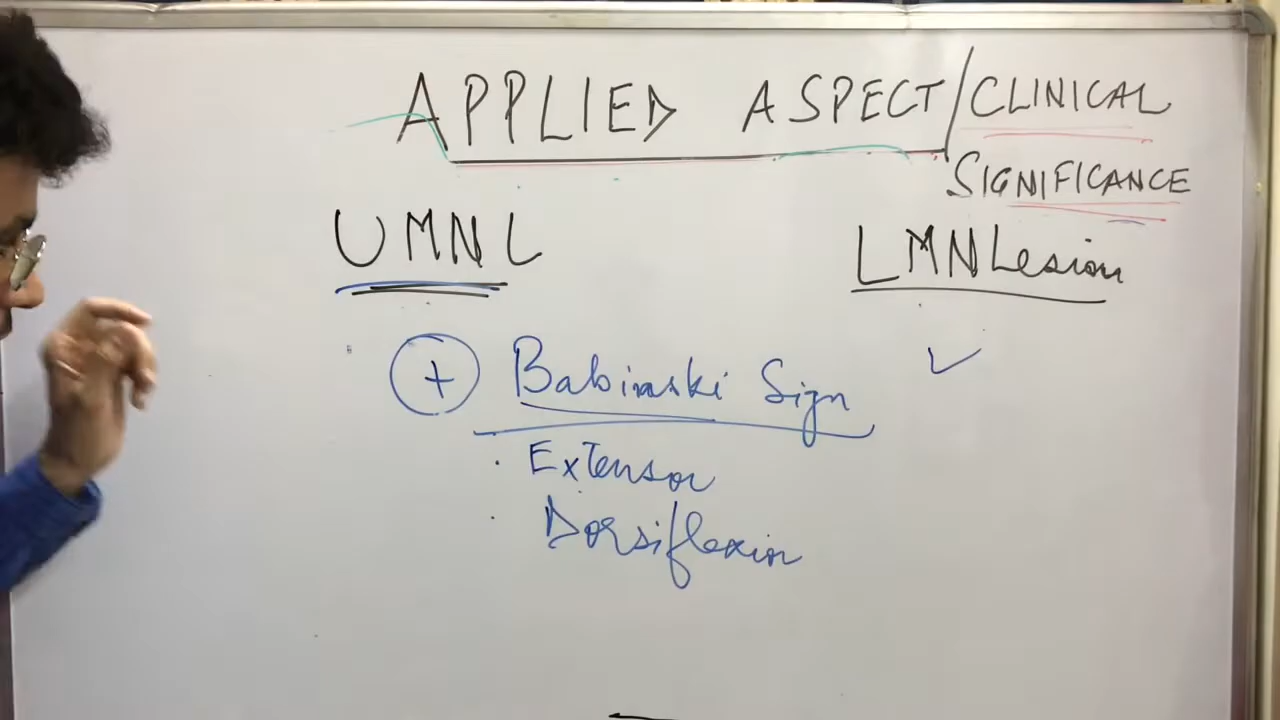 APPLIED ASPECT/CLINICAL
SIGNIFICANCE
UMNL
LMN Lesion
+ Babinski Sign ✓
· Extensor
· Dorsiflexion